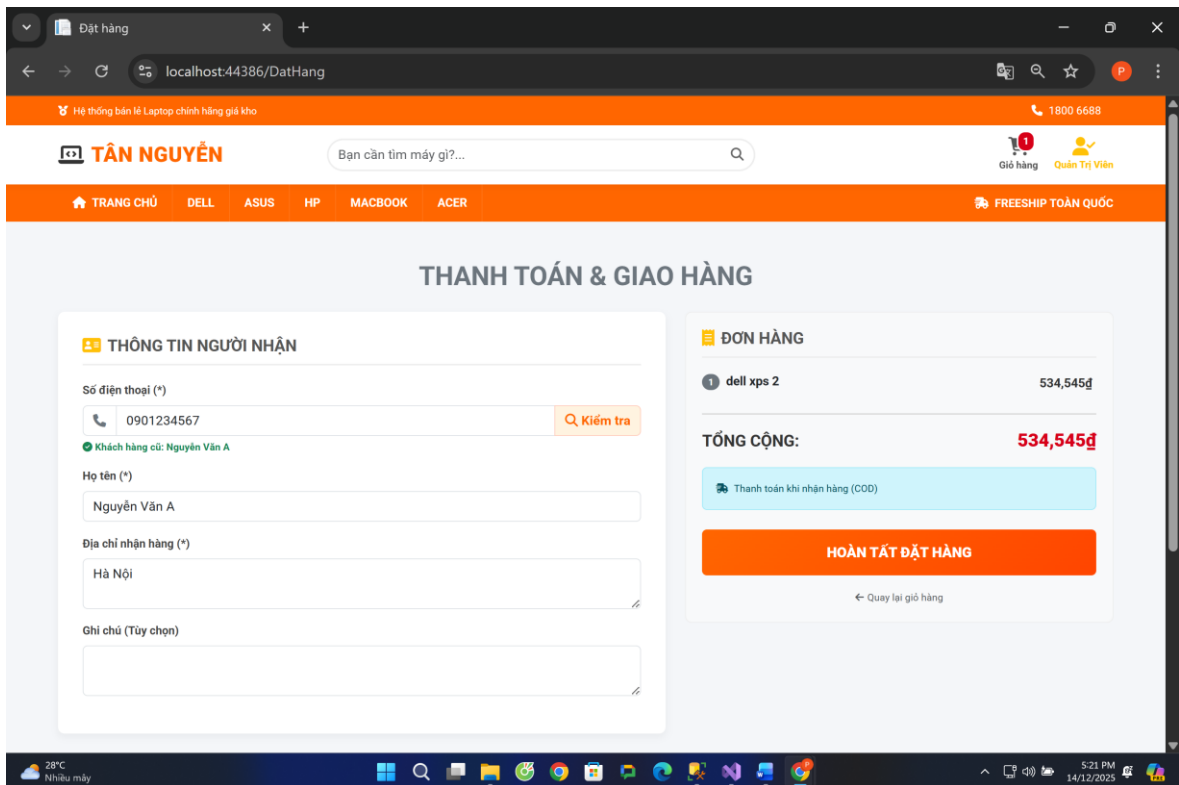 Đặt hàng
localhost:44386/DatHang
P
Hệ thống bán lẻ Laptop chính hãng giá kho
1800 6688
TÂN NGUYỄN
Bạn cần tìm máy gì?...
1
Giỏ hàng
Quản Trị Viên
TRANG CHỦ DELL ASUS HP MACBOOK ACER
FREESHIP TOÀN QUỐC
THANH TOÁN & GIAO HÀNG
THÔNG TIN NGƯỜI NHẬN
Số điện thoại (*)
0901234567
Kiểm tra
Khách hàng cũ: Nguyễn Văn A
Họ tên (*)
Nguyễn Văn A
Địa chỉ nhận hàng (*)
Hà Nội
Ghi chú (Tùy chọn)
ĐƠN HÀNG
1 dell xps 2 534,545₫
TỔNG CỘNG: 534,545₫
Thanh toán khi nhận hàng (COD)
HOÀN TẤT ĐẶT HÀNG
Quay lại giỏ hàng
28°C
Nhiều mây
5:21 PM
14/12/2025